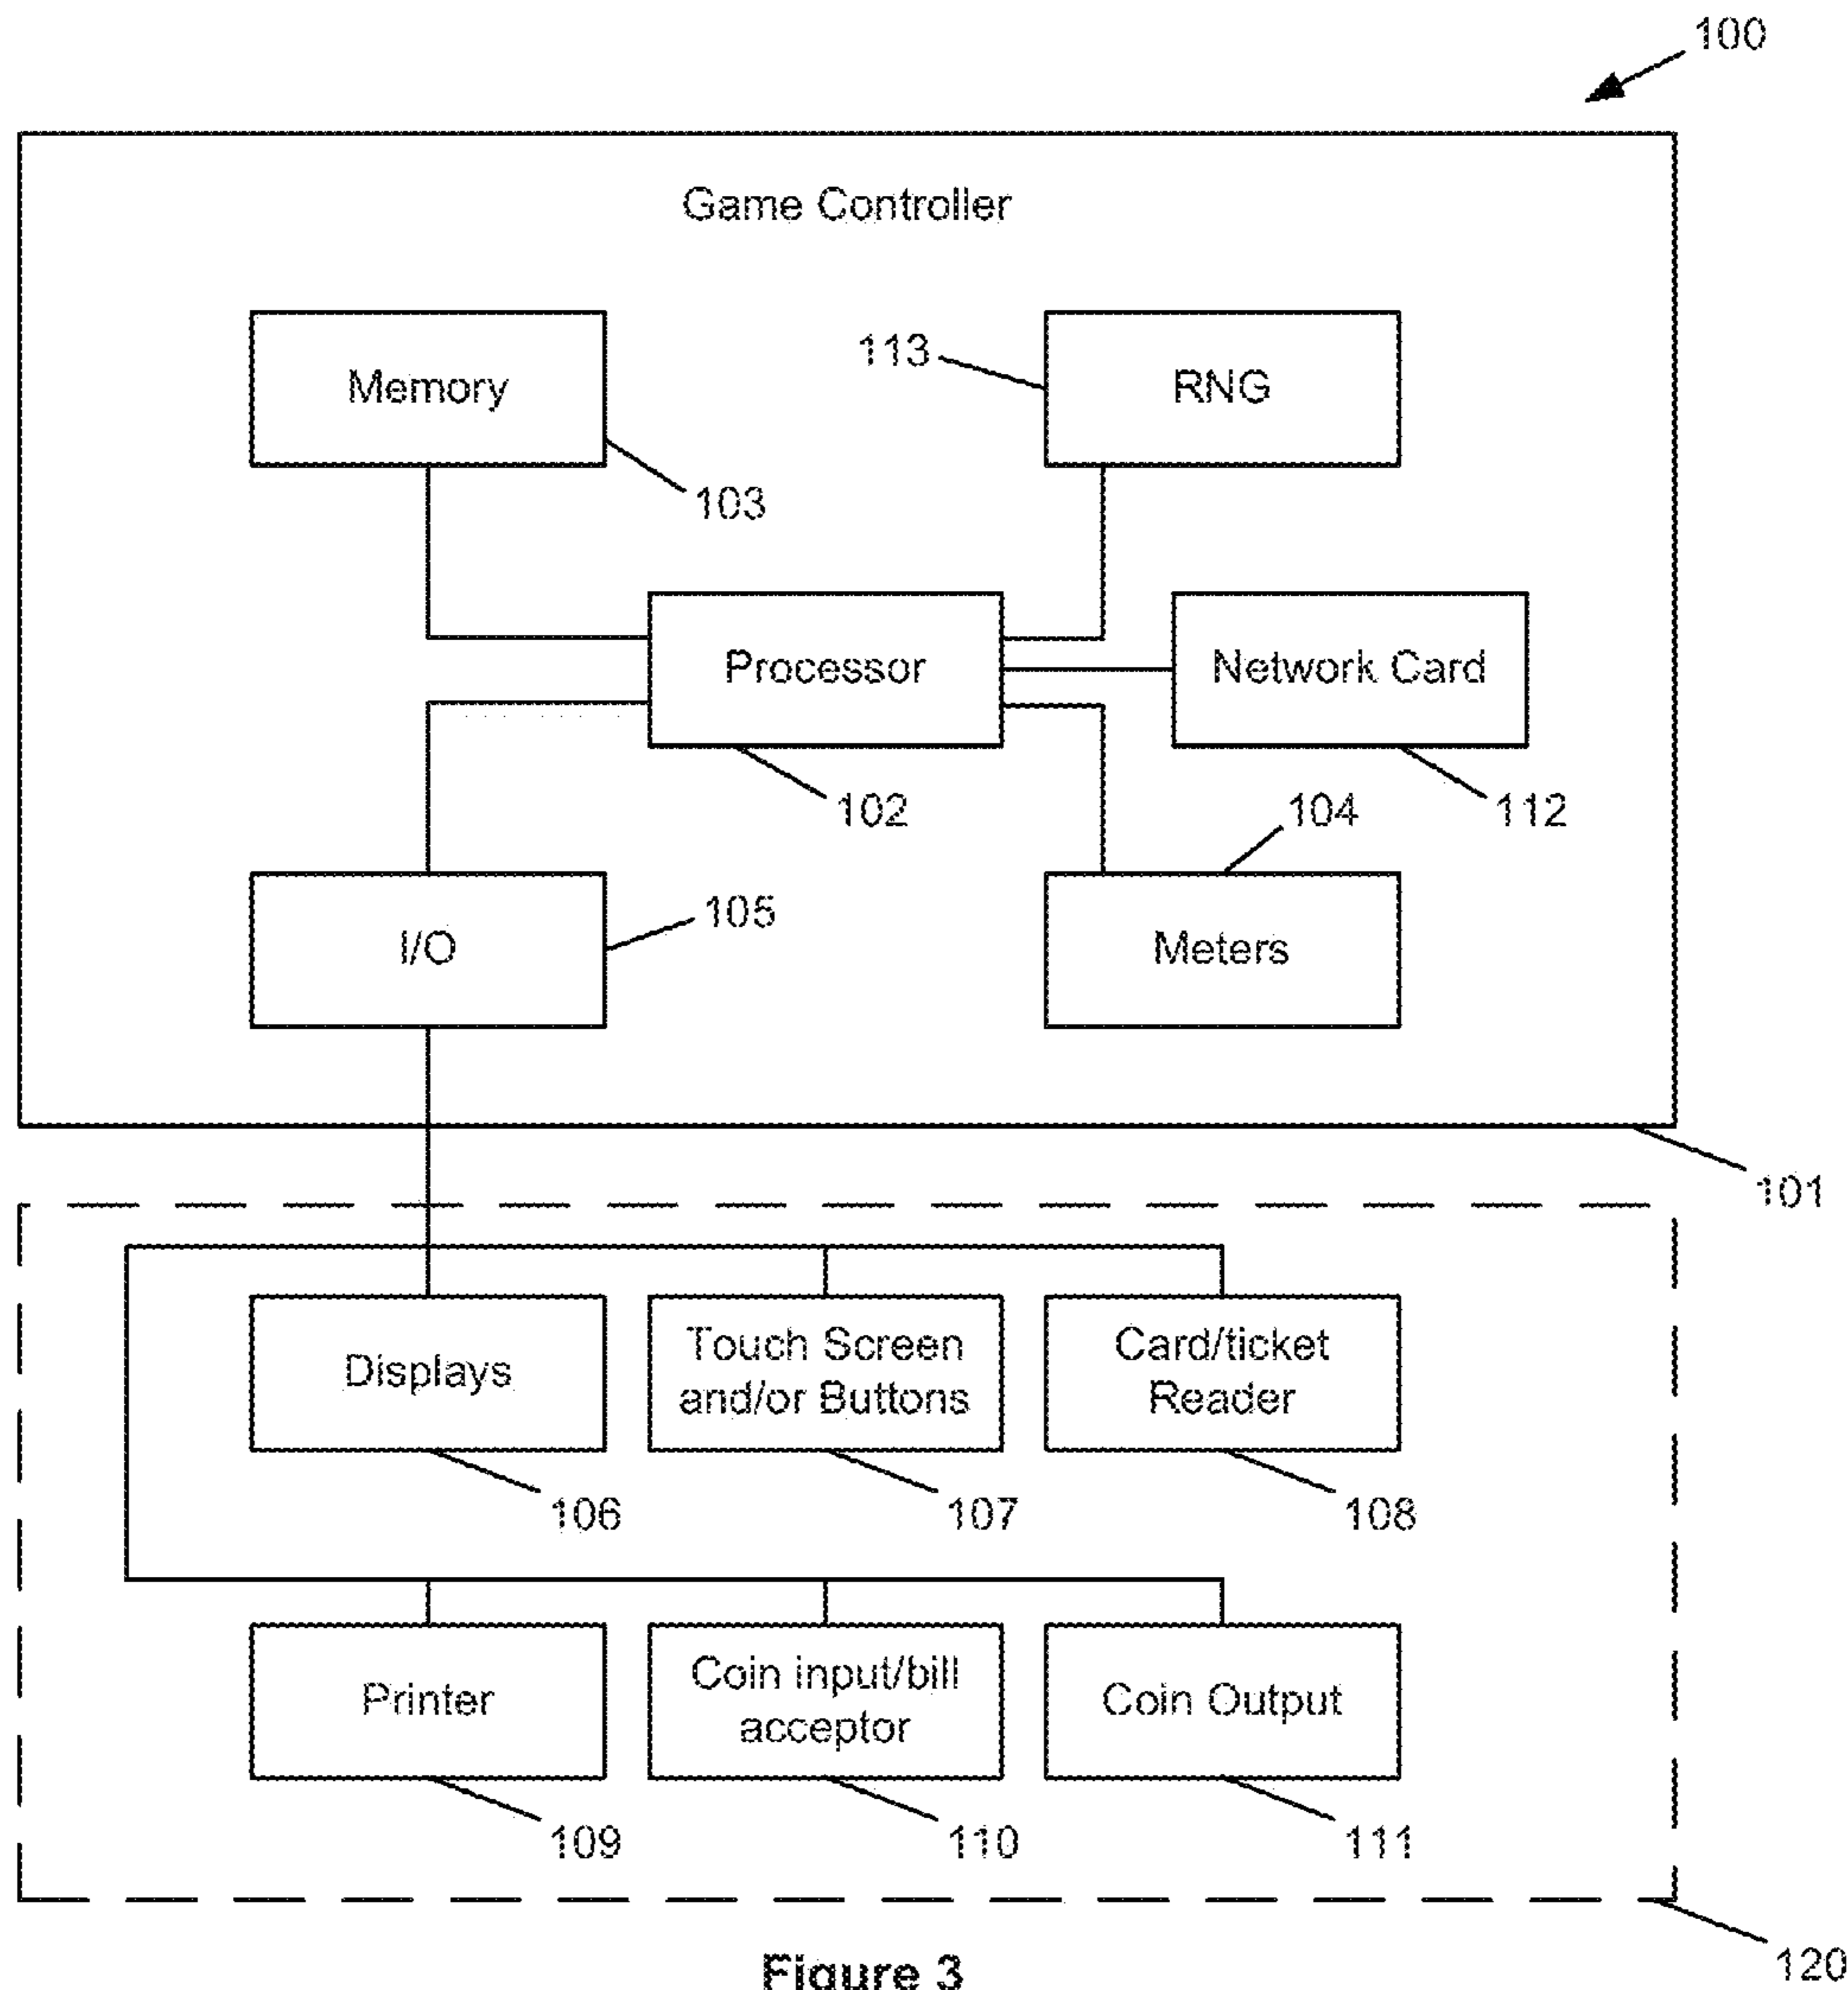 100
Game Controller
Memory
113
RNG
103
Processor
Network Card
102
104
112
I/O
105
Meters
101
Displays
Touch Screen
and/or Buttons
Card/ticket
Reader
106
107
108
Printer
Coin input/bill
acceptor
Coin Output
109
110
111
120
Figure 3